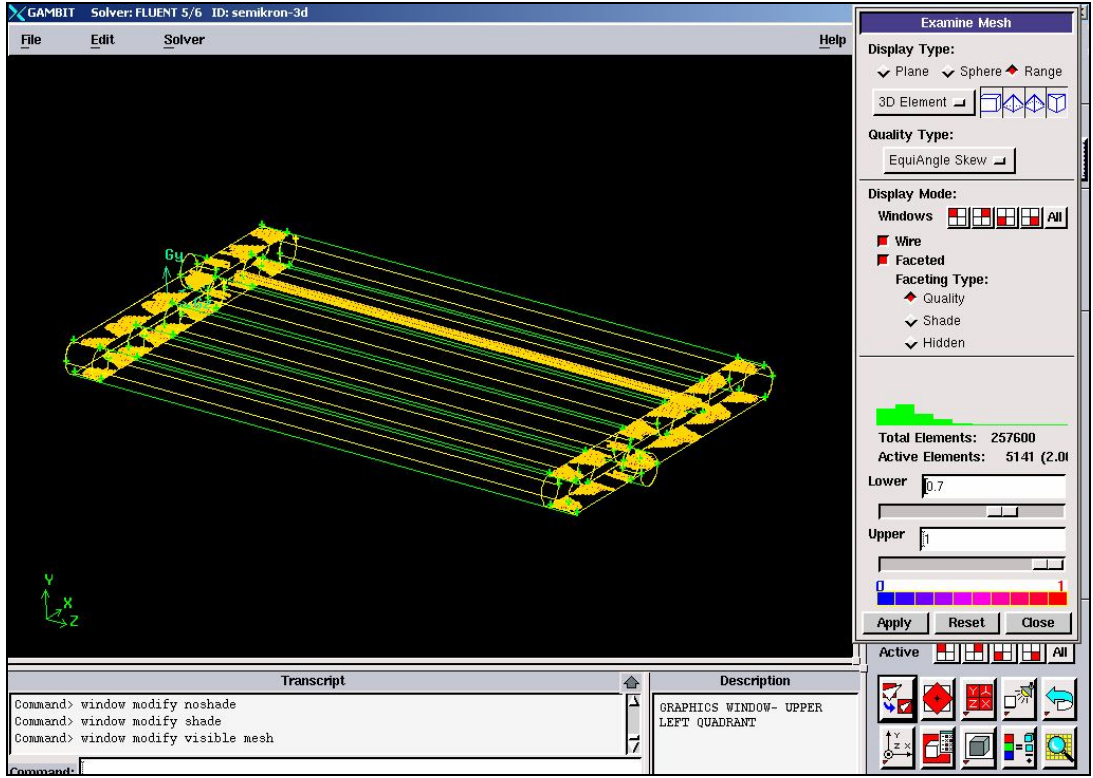 GAMBIT Solver: FLUENT 5/6 ID: semikron-3d
File Edit Solver Help
Gy
Y
X
Z
Examine Mesh
Display Type:
Plane Sphere Range
3D Element
Quality Type:
EquiAngle Skew
Display Mode:
Windows All
Wire
Faceted
Faceting Type:
Quality
Shade
Hidden
Total Elements: 257600
Active Elements: 5141 (2.0
Lower 0.7
Upper 1
0 1
Apply Reset Close
Active All
Transcript
Command> window modify noshade
Command> window modify shade
Command> window modify visible mesh
Command:
Description
GRAPHICS WINDOW- UPPER
LEFT QUADRANT